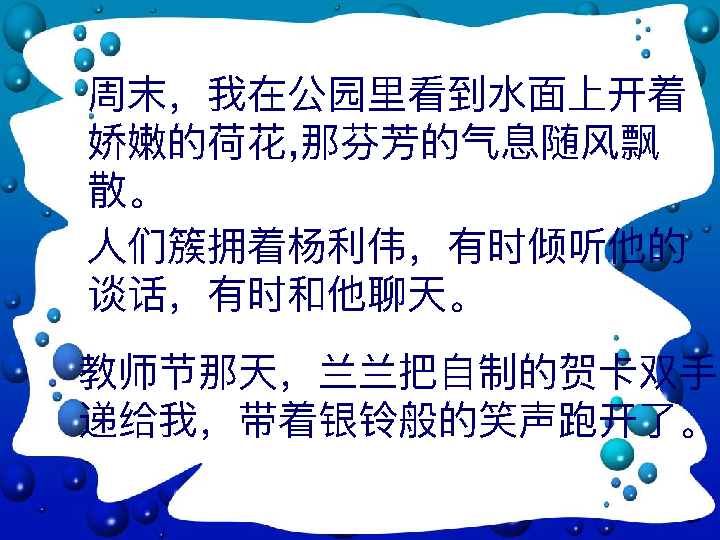 周末，我在公园里看到水面上开着
娇嫩的荷花,那芬芳的气息随风飘
散。
人们簇拥着杨利伟，有时倾听他的
谈话，有时和他聊天。
教师节那天，兰兰把自制的贺卡双手
递给我，带着银铃般的笑声跑开了。